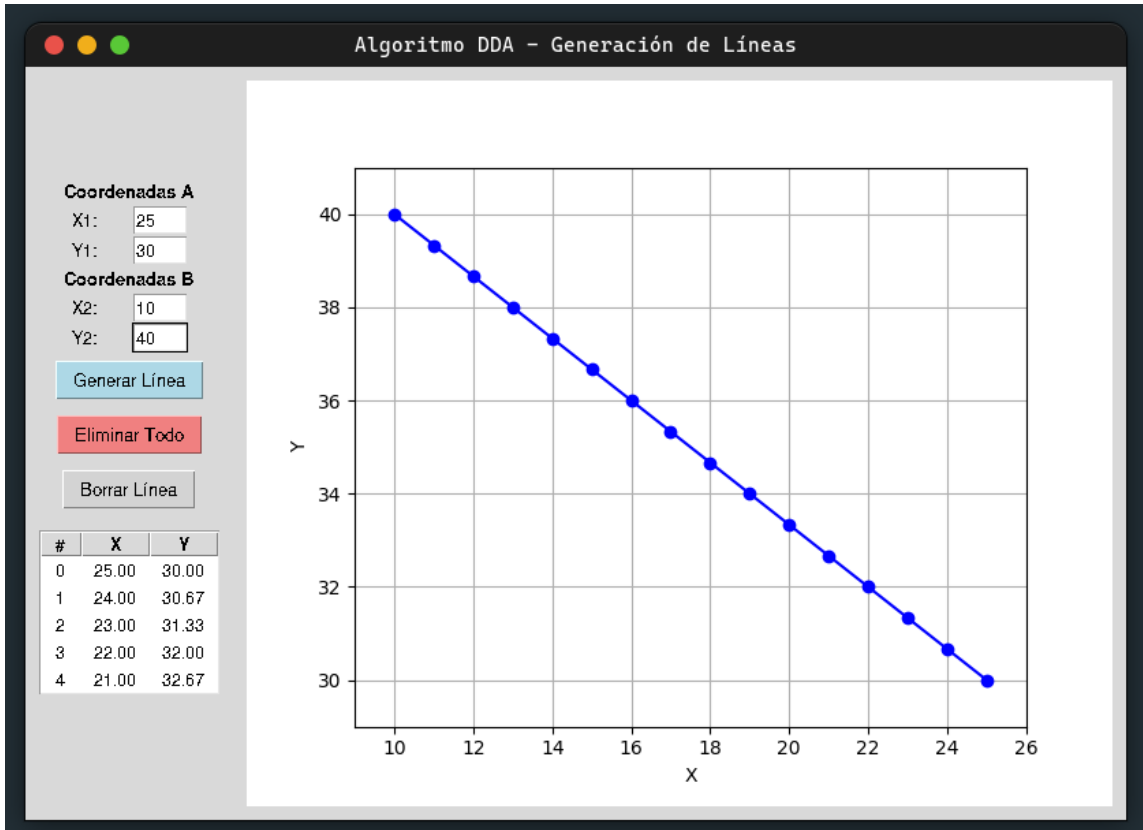 Algoritmo DDA - Generación de Líneas
Coordenadas A
X1: 25
Y1: 30
Coordenadas B
X2: 10
Y2: 40
Generar Línea
Eliminar Todo
Borrar Línea
# X Y
0 25.00 30.00
1 24.00 30.67
2 23.00 31.33
3 22.00 32.00
4 21.00 32.67
40
38
36
34
32
30
Y
10 12 14 16 18 20 22 24 26
X